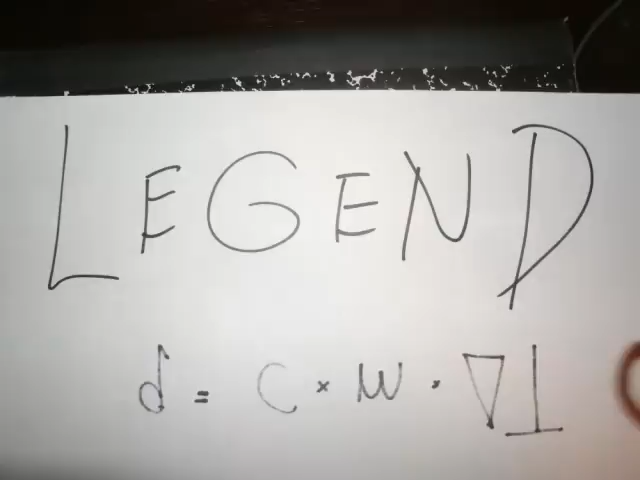 LEGEND
d = C × W · ∇⊥